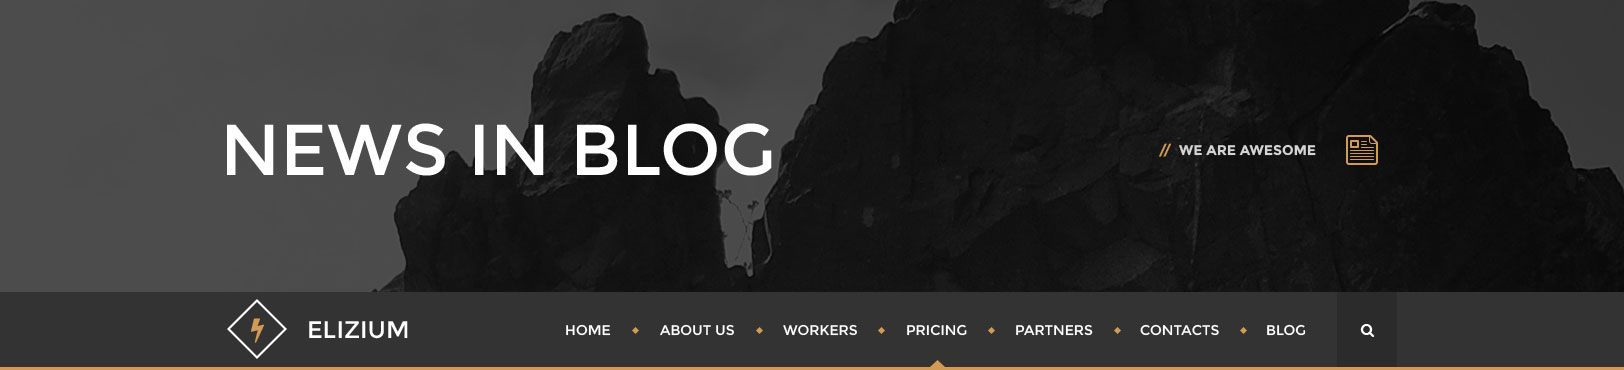 NEWS IN BLOG
// WE ARE AWESOME
ELIZIUM
HOME ABOUT US WORKERS PRICING PARTNERS CONTACTS BLOG